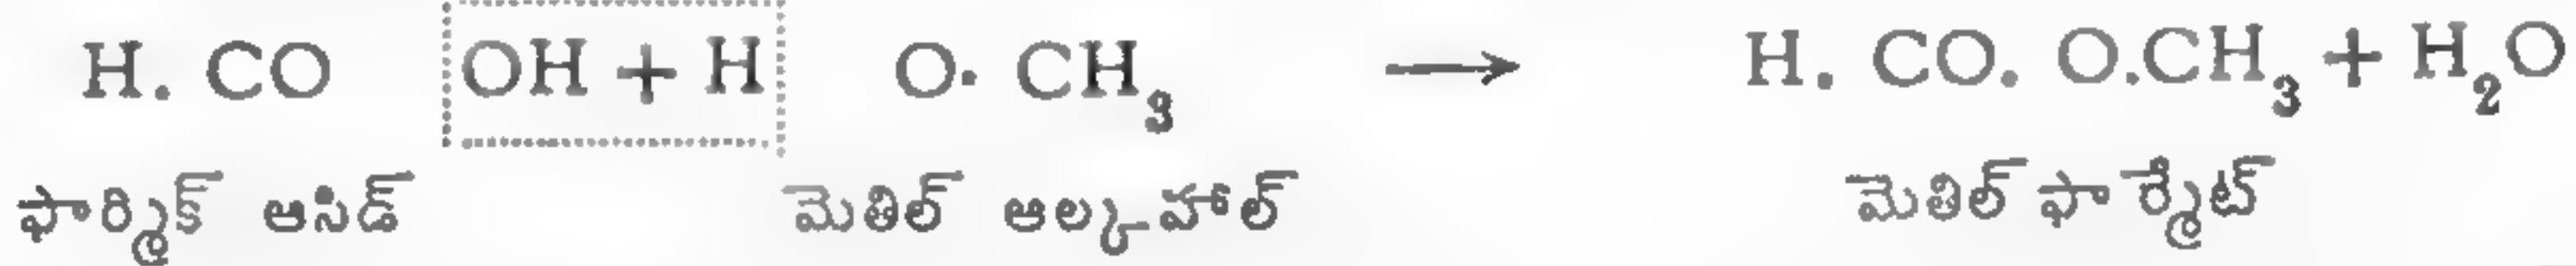 H. CO OH + H O. CH₃ → H. CO. O.CH₃ + H₂O
ఫార్మిక్ ఆసిడ్ మెతిల్ ఆల్కహాల్ మెతిల్ ఫార్మేట్